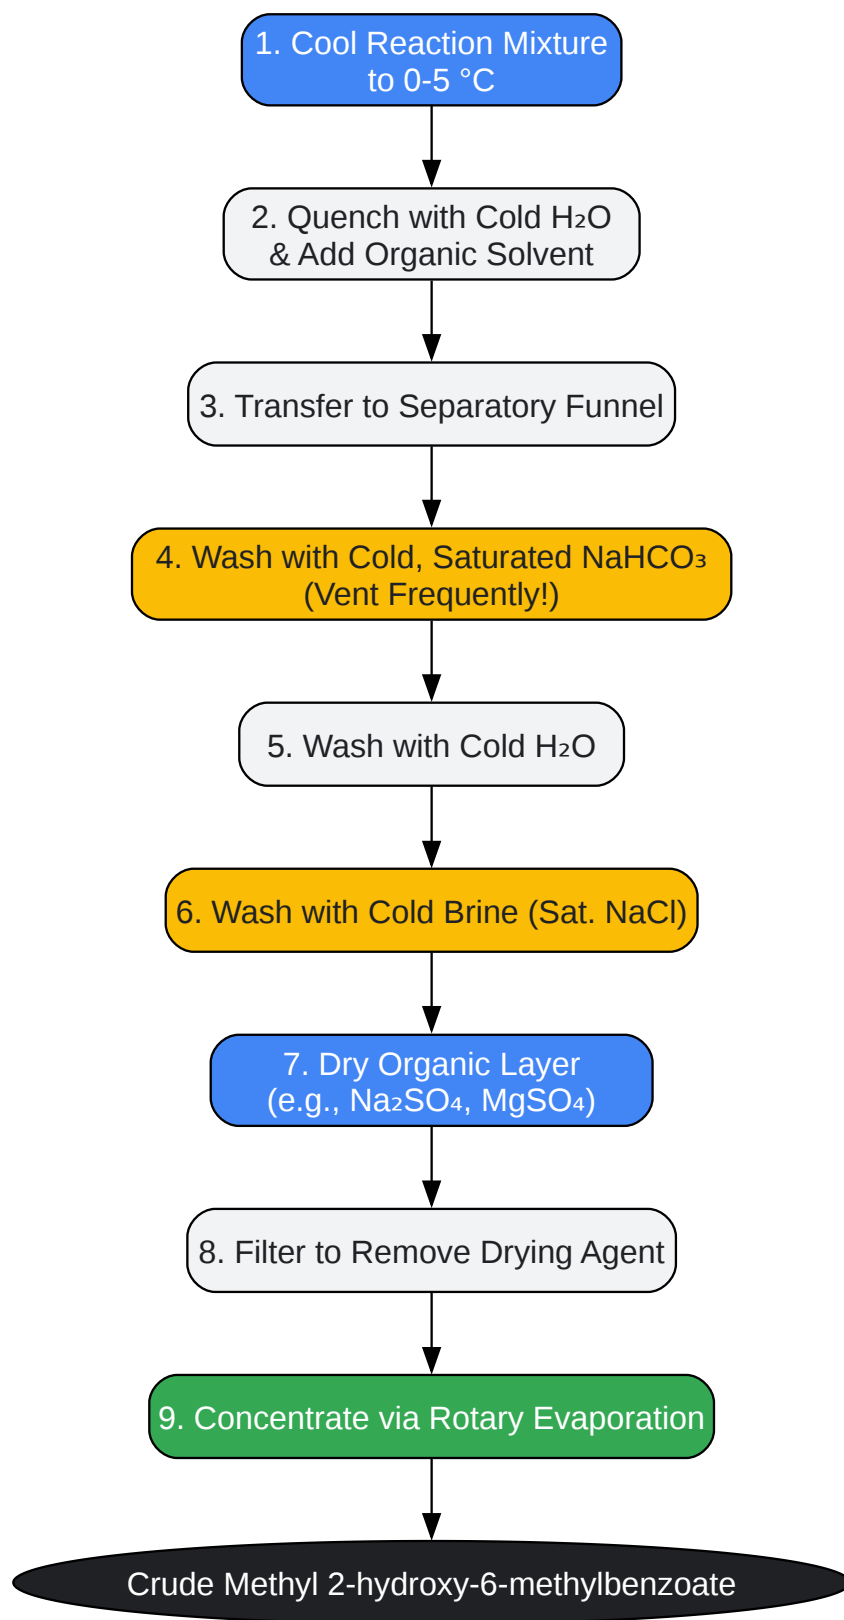 1. Cool Reaction Mixture
to 0-5 °C
2. Quench with Cold H₂O
& Add Organic Solvent
3. Transfer to Separatory Funnel
4. Wash with Cold, Saturated NaHCO₃
(Vent Frequently!)
5. Wash with Cold H₂O
6. Wash with Cold Brine (Sat. NaCl)
7. Dry Organic Layer
(e.g., Na₂SO₄, MgSO₄)
8. Filter to Remove Drying Agent
9. Concentrate via Rotary Evaporation
Crude Methyl 2-hydroxy-6-methylbenzoate